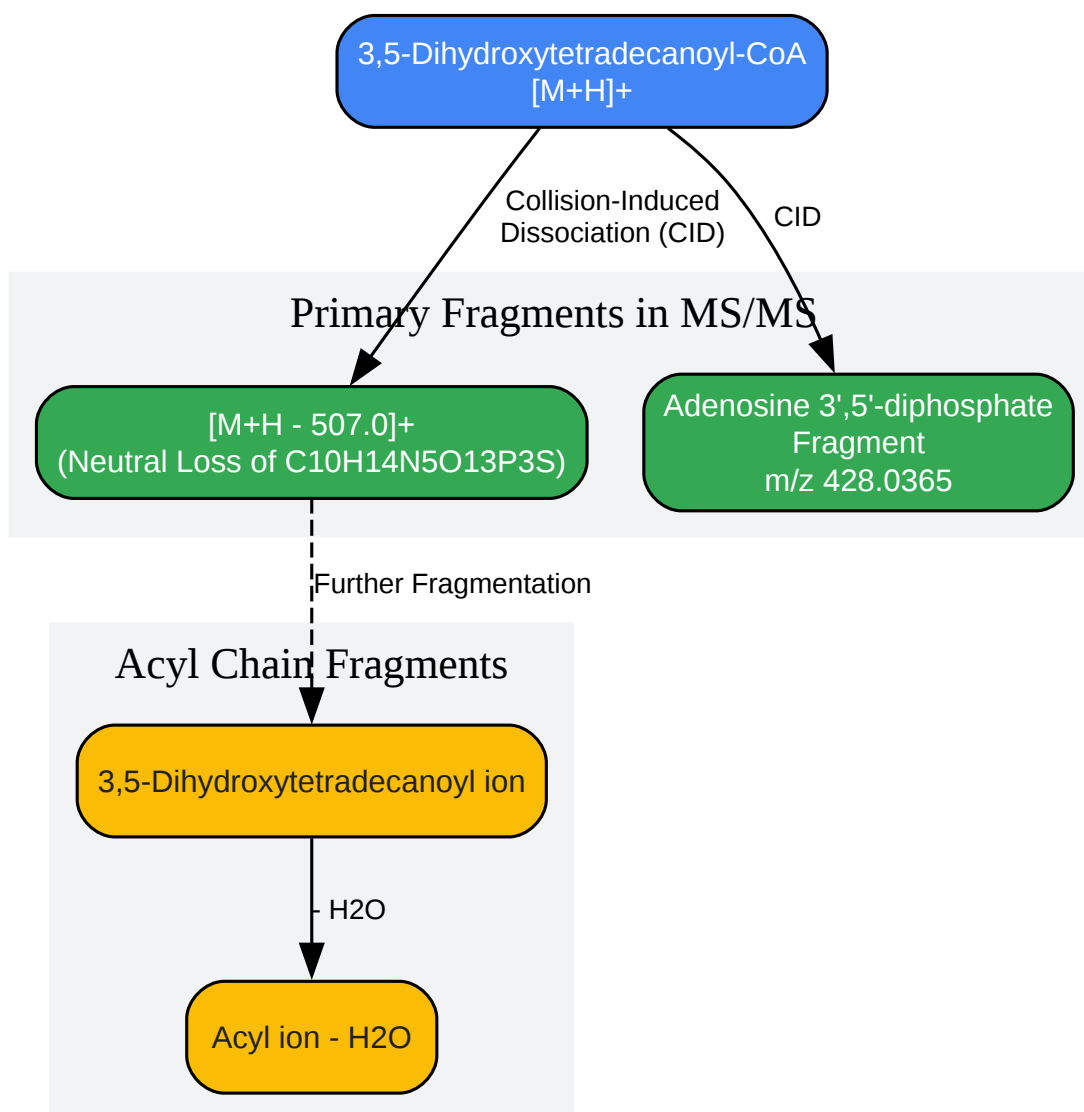 3,5-Dihydroxytetradecanoyl-CoA
[M+H]+
Collision-Induced
Dissociation (CID)
CID
Primary Fragments in MS/MS
[M+H - 507.0]+
(Neutral Loss of C10H14N5O13P3S)
Adenosine 3',5'-diphosphate
Fragment
m/z 428.0365
Further Fragmentation
Acyl Chain Fragments
3,5-Dihydroxytetradecanoyl ion
- H2O
Acyl ion - H2O